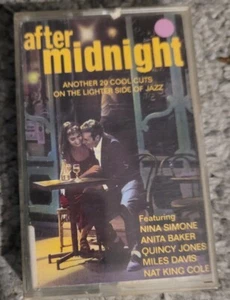 after
midnight
ANOTHER 20 COOL CUTS
ON THE LIGHTER SIDE OF JAZZ
Featuring
NINA SIMONE
ANITA BAKER
QUINCY JONES
MILES DAVIS
NAT KING COLE